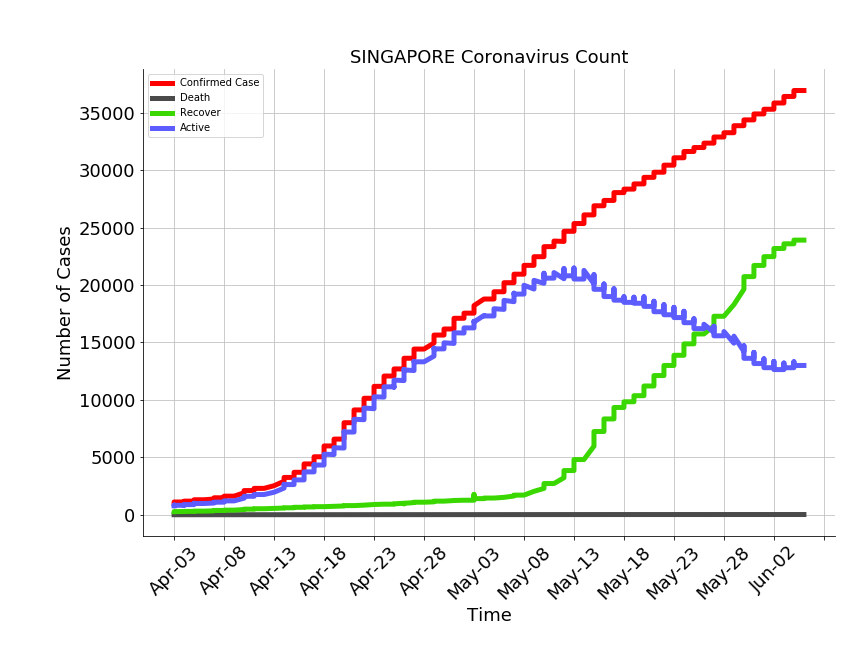 SINGAPORE Coronavirus Count
Confirmed Case
Death
Recover
Active
Number of Cases
35000
30000
25000
20000
15000
10000
5000
0
Apr-03
Apr-08
Apr-13
Apr-18
Apr-23
Apr-28
May-03
May-08
May-13
May-18
May-23
May-28
Jun-02
Time